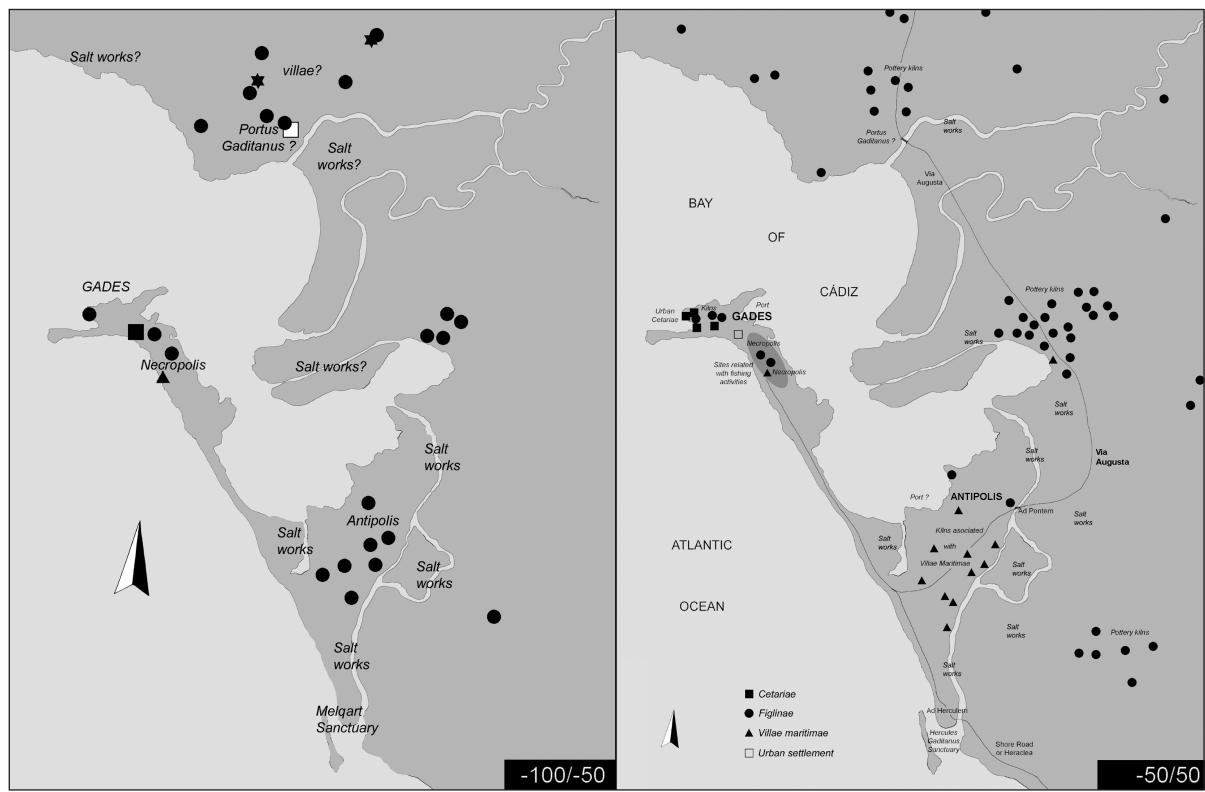 Salt works?
villae?
Portus
Gaditanus ?
Salt
works?
GADES
Necropolis
Salt works?
Salt
works
Antipolis
Salt
works
Salt
works
Salt
works
Melqart
Sanctuary
-100/-50
Pottery kilns
Salt
works
Portus
Gaditanus ?
Via
Augusta
BAY
OF
CÁDIZ
Pottery kilns
Urban
Cetariae
Kilns
Port
GADES
Necropolis
Salt
works
Sites related
with fishing
activities
Necropolis
Salt
works
Salt
works
Via
Augusta
Port ?
ANTIPOLIS
Ad Pontem
Salt
works
Kilns asociated
with
Villae Maritimae
Salt
works
ATLANTIC
Salt
works
OCEAN
Salt
works
Pottery kilns
Salt
works
Cetariae
Figlinae
Villae maritimae
Urban settlement
Ad Herculem
Hercules
Gaditanus
Sanctuary
Shore Road
or Heraclea
-50/50